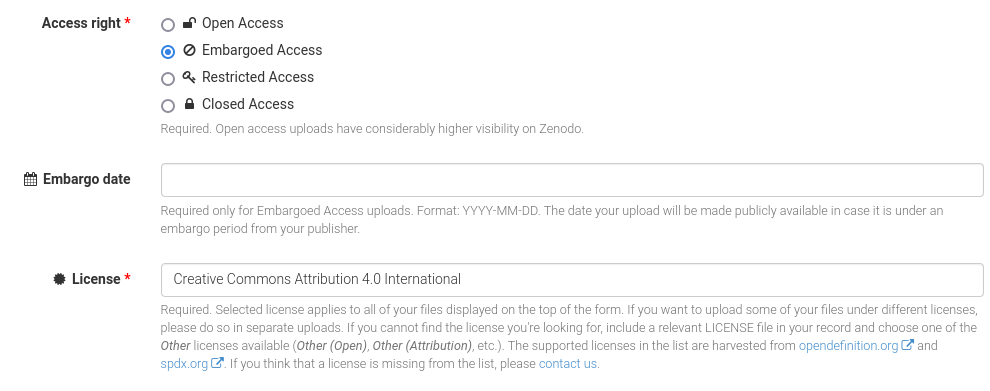 Access right *
Open Access
Embargoed Access
Restricted Access
Closed Access
Required. Open access uploads have considerably higher visibility on Zenodo.
Embargo date
Required only for Embargoed Access uploads. Format: YYYY-MM-DD. The date your upload will be made publicly available in case it is under an
embargo period from your publisher.
License *
Creative Commons Attribution 4.0 International
Required. Selected license applies to all of your files displayed on the top of the form. If you want to upload some of your files under different licenses,
please do so in separate uploads. If you cannot find the license you're looking for, include a relevant LICENSE file in your record and choose one of the
Other licenses available (Other (Open), Other (Attribution), etc.). The supported licenses in the list are harvested from opendefinition.org and
spdx.org. If you think that a license is missing from the list, please contact us.